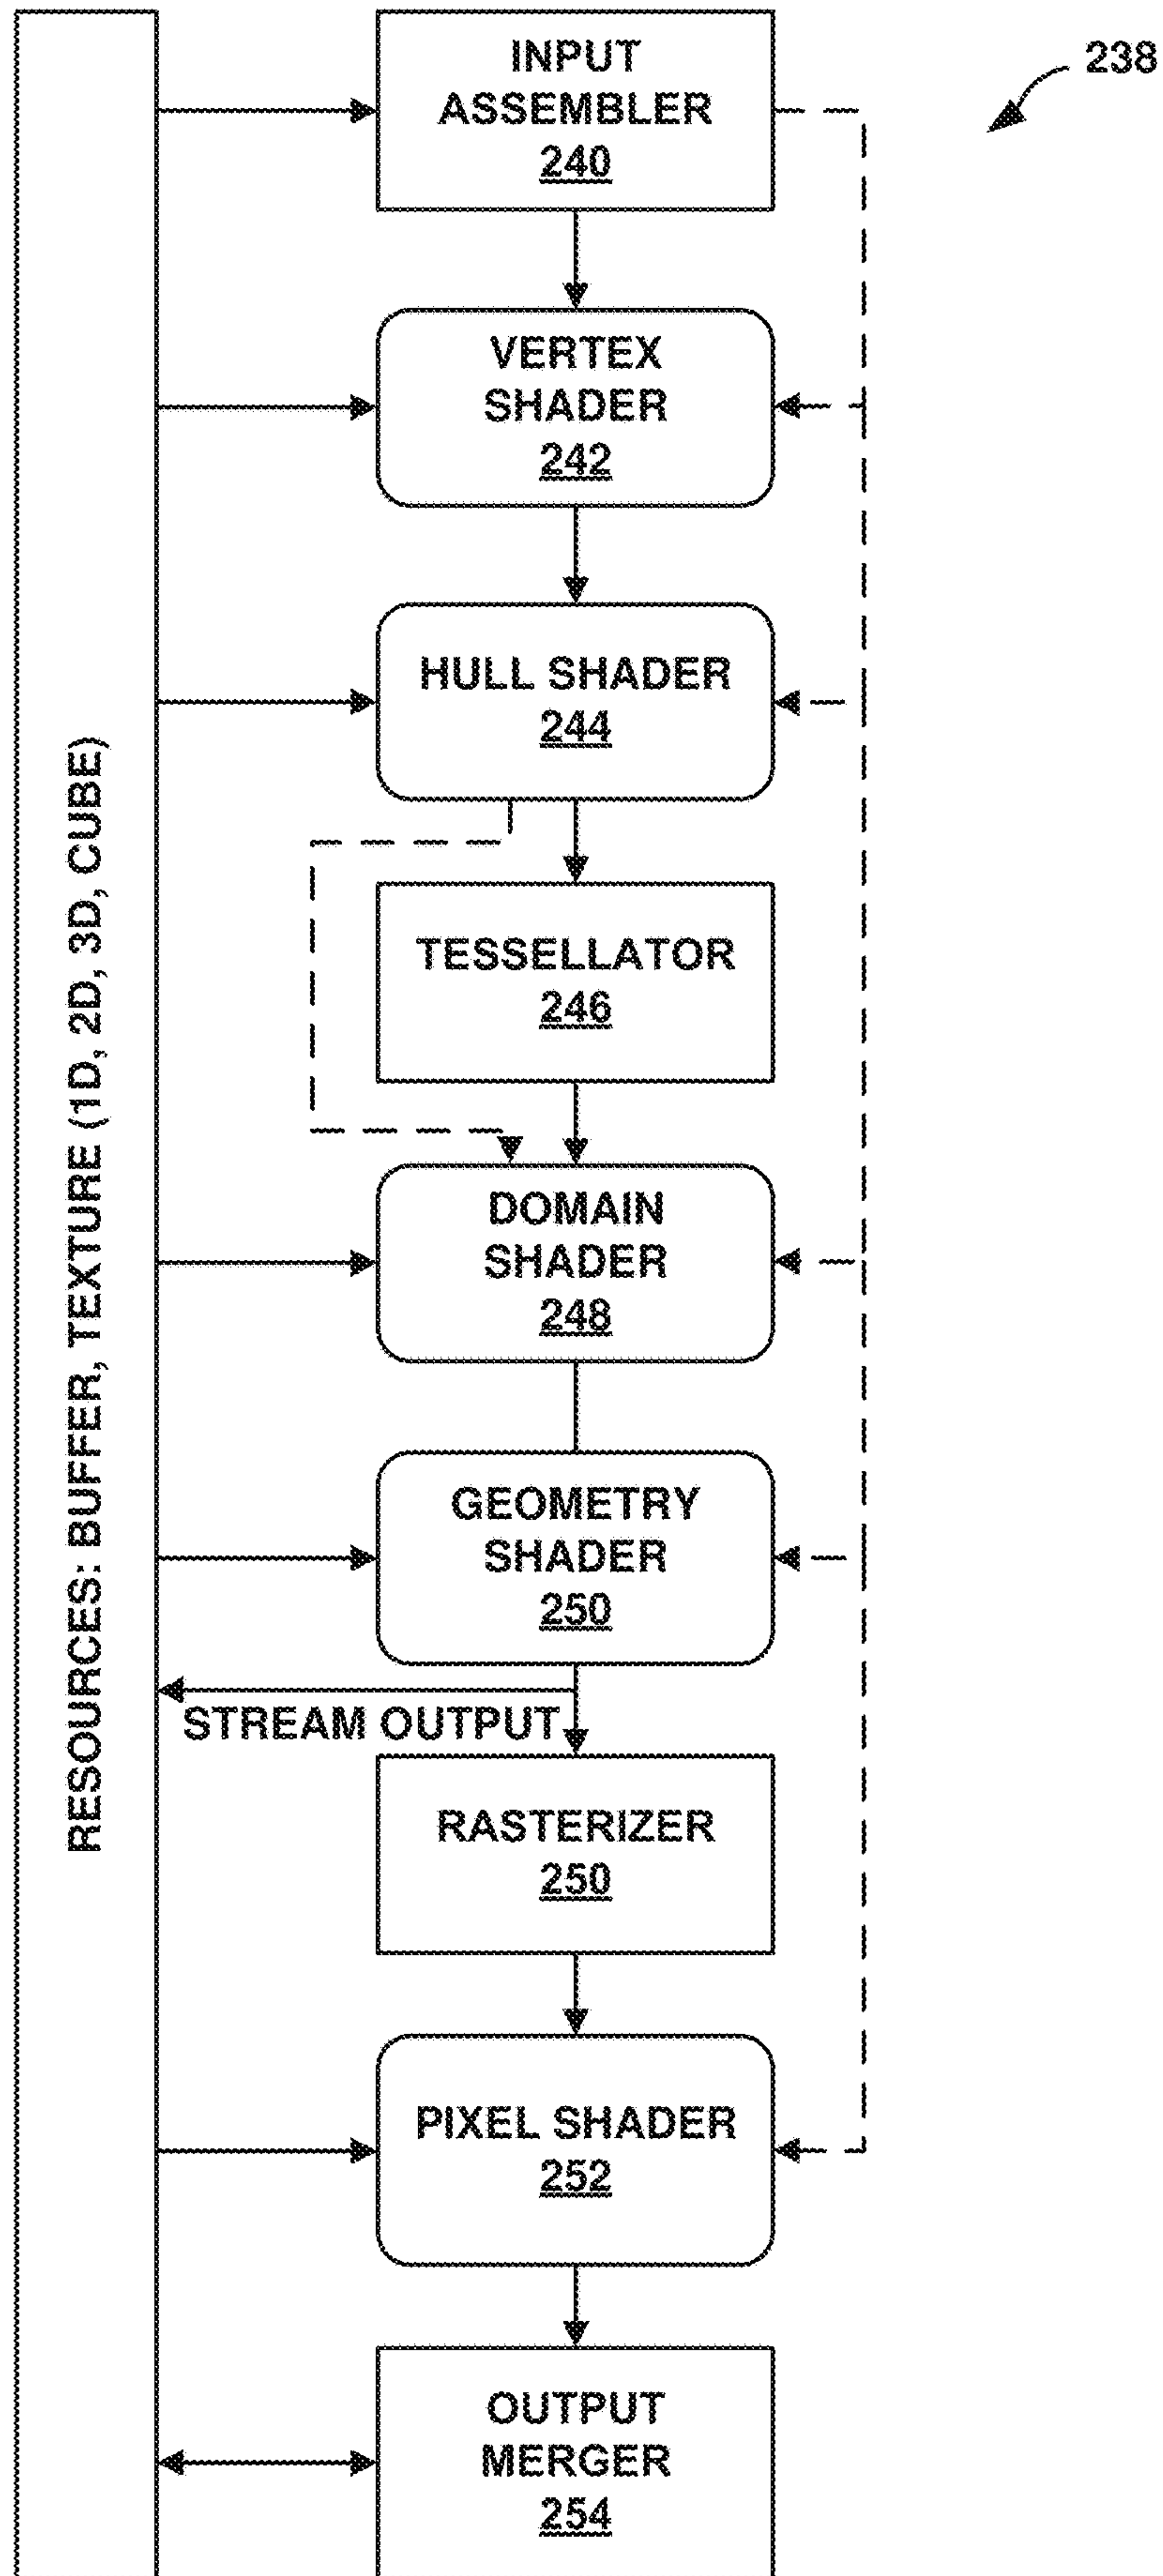 238
INPUT
ASSEMBLER
240
VERTEX
SHADER
242
HULL SHADER
244
TESSELLATOR
246
DOMAIN
SHADER
248
GEOMETRY
SHADER
250
STREAM OUTPUT
RASTERIZER
250
PIXEL SHADER
252
OUTPUT
MERGER
254
RESOURCES: BUFFER, TEXTURE (1D, 2D, 3D, CUBE)